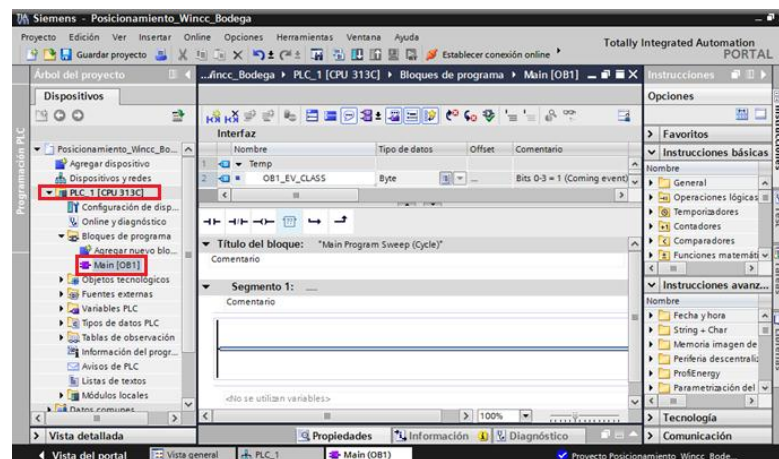 Siemens - Posicionamiento_Wincc_Bodega
Proyecto Edición Ver Insertar Online Opciones Herramientas Ventana Ayuda
Guardar proyecto
Establecer conexión online
Totally Integrated Automation
PORTAL
Árbol del proyecto
...incc_Bodega ▸ PLC_1 [CPU 313C] ▸ Bloques de programa ▸ Main [OB1]
Instrucciones
Dispositivos
Opciones
Programación PLC
Posicionamiento_Wincc_Bo...
Agregar dispositivo
Dispositivos y redes
PLC_1 [CPU 313C]
Configuración de disp...
Online y diagnóstico
Bloques de programa
Agregar nuevo blo...
Main [OB1]
Objetos tecnológicos
Fuentes externas
Variables PLC
Tipos de datos PLC
Tablas de observación
Información del progr...
Avisos de PLC
Listas de textos
Módulos locales
Datos comunes
Vista detallada
Interfaz
Nombre Tipo de datos Offset Comentario
1 Temp
2 OB1_EV_CLASS Byte Bits 0-3 = 1 (Coming event)
Título del bloque: "Main Program Sweep (Cycle)"
Comentario
Segmento 1: ....
Comentario
<No se utilizan variables>
100%
Propiedades Información Diagnóstico
Favoritos
Instrucciones básicas
Nombre
General
Operaciones lógicas
Temporizadores
Contadores
Comparadores
Funciones matemáti
Instrucciones avanz...
Nombre
Fecha y hora
String + Char
Memoria imagen de
Periferia descentraliz
ProfiEnergy
Parametrización del
Tecnología
Comunicación
Instrucciones
Vista del portal Vista general PLC_1 Main (OB1) Proyecto Posicionamiento_Wincc_Bode...